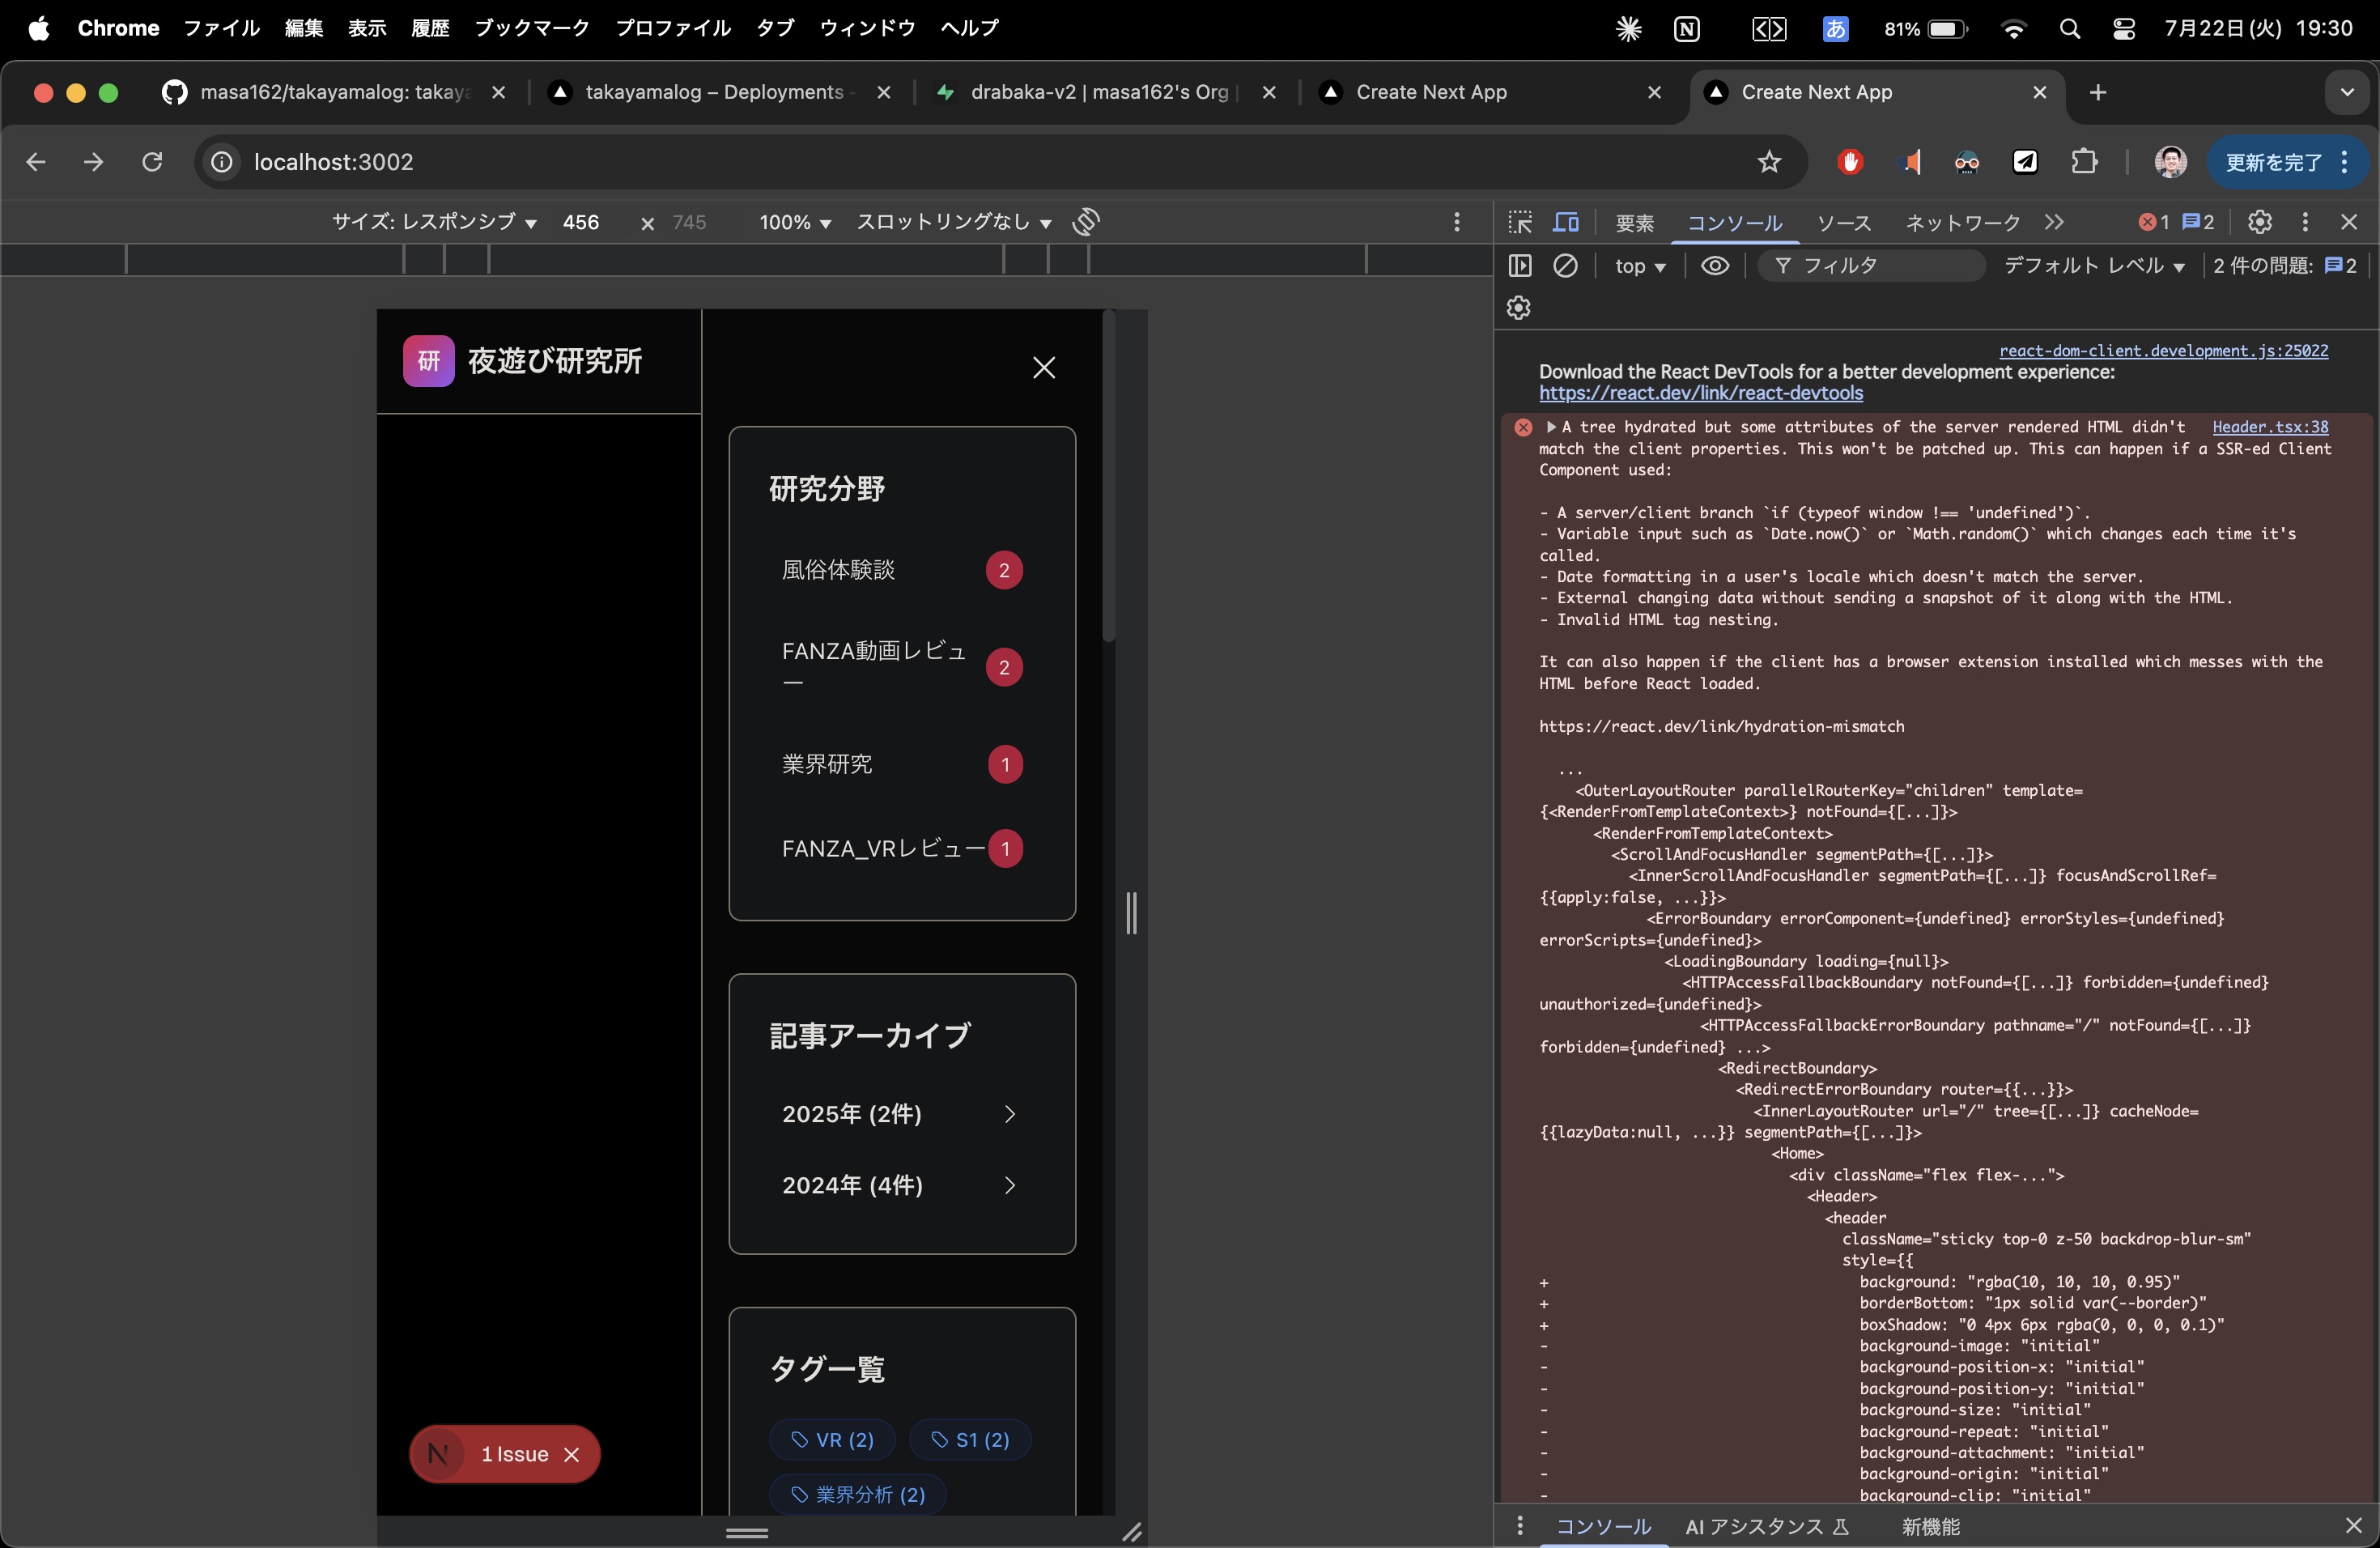 Chrome ファイル 編集 表示 履歴 ブックマーク プロファイル タブ ウィンドウ ヘルプ あ 81% 7月22日(火) 19:30
masa162/takayamalog: takaya
takayamalog – Deployments -
drabaka-v2 | masa162's Org |
Create Next App
Create Next App
localhost:3002
更新を完了
サイズ: レスポンシブ 456 × 745 100% スロットリングなし
要素 コンソール ソース ネットワーク 1 2
top フィルタ デフォルト レベル 2 件の問題: 2
研 夜遊び研究所
研究分野
風俗体験談 2
FANZA動画レビュ
ー 2
業界研究 1
FANZA_VRレビュー 1
記事アーカイブ
2025年 (2件)
2024年 (4件)
タグ一覧
VR (2) S1 (2)
業界分析 (2)
N 1 Issue
react-dom-client.development.js:25022
Download the React DevTools for a better development experience:
https://react.dev/link/react-devtools
A tree hydrated but some attributes of the server rendered HTML didn't Header.tsx:38
match the client properties. This won't be patched up. This can happen if a SSR-ed Client
Component used:
- A server/client branch `if (typeof window !== 'undefined')`.
- Variable input such as `Date.now()` or `Math.random()` which changes each time it's
called.
- Date formatting in a user's locale which doesn't match the server.
- External changing data without sending a snapshot of it along with the HTML.
- Invalid HTML tag nesting.
It can also happen if the client has a browser extension installed which messes with the
HTML before React loaded.
https://react.dev/link/hydration-mismatch
...
<OuterLayoutRouter parallelRouterKey="children" template=
{<RenderFromTemplateContext>} notFound={[...]}>
<RenderFromTemplateContext>
<ScrollAndFocusHandler segmentPath={[...]}>
<InnerScrollAndFocusHandler segmentPath={[...]} focusAndScrollRef=
{{apply:false, ...}}>
<ErrorBoundary errorComponent={undefined} errorStyles={undefined}
errorScripts={undefined}>
<LoadingBoundary loading={null}>
<HTTPAccessFallbackBoundary notFound={[...]} forbidden={undefined}
unauthorized={undefined}>
<HTTPAccessFallbackErrorBoundary pathname="/" notFound={[...]}
forbidden={undefined} ...>
<RedirectBoundary>
<RedirectErrorBoundary router={{...}}>
<InnerLayoutRouter url="/" tree={[...]} cacheNode=
{{lazyData:null, ...}} segmentPath={[...]}>
<Home>
<div className="flex flex-...">
<Header>
<header
className="sticky top-0 z-50 backdrop-blur-sm"
style={{
+ background: "rgba(10, 10, 10, 0.95)"
+ borderBottom: "1px solid var(--border)"
+ boxShadow: "0 4px 6px rgba(0, 0, 0, 0.1)"
- background-image: "initial"
- background-position-x: "initial"
- background-position-y: "initial"
- background-size: "initial"
- background-repeat: "initial"
- background-attachment: "initial"
- background-origin: "initial"
- background-clip: "initial"
コンソール AI アシスタンス 新機能